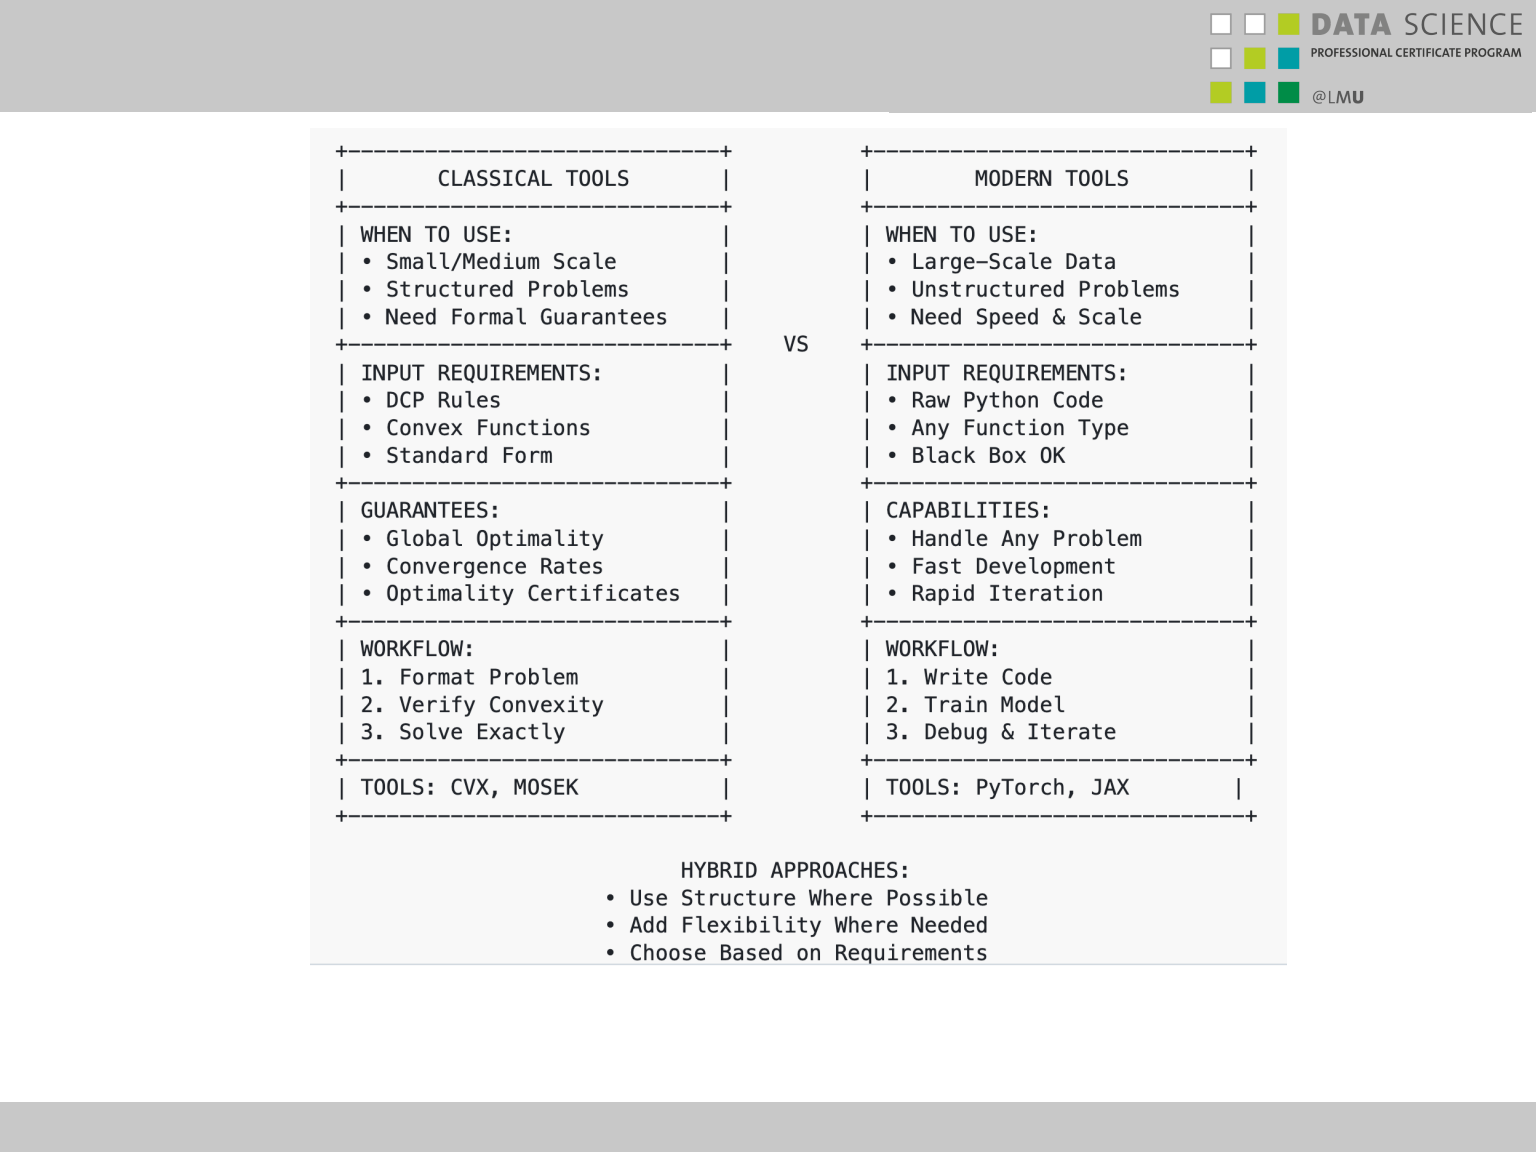 DATA SCIENCE
PROFESSIONAL CERTIFICATE PROGRAM
@LMU
CLASSICAL TOOLS
WHEN TO USE:
• Small/Medium Scale
• Structured Problems
• Need Formal Guarantees
INPUT REQUIREMENTS:
• DCP Rules
• Convex Functions
• Standard Form
GUARANTEES:
• Global Optimality
• Convergence Rates
• Optimality Certificates
WORKFLOW:
1. Format Problem
2. Verify Convexity
3. Solve Exactly
TOOLS: CVX, MOSEK
VS
MODERN TOOLS
WHEN TO USE:
• Large-Scale Data
• Unstructured Problems
• Need Speed & Scale
INPUT REQUIREMENTS:
• Raw Python Code
• Any Function Type
• Black Box OK
CAPABILITIES:
• Handle Any Problem
• Fast Development
• Rapid Iteration
WORKFLOW:
1. Write Code
2. Train Model
3. Debug & Iterate
TOOLS: PyTorch, JAX
HYBRID APPROACHES:
• Use Structure Where Possible
• Add Flexibility Where Needed
• Choose Based on Requirements